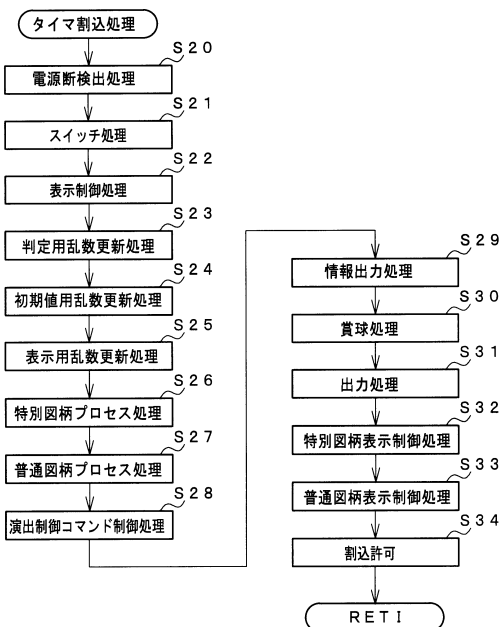 タイマ割込処理
S20
電源断検出処理
S21
スイッチ処理
S22
表示制御処理
S23
判定用乱数更新処理
S24
初期値用乱数更新処理
S25
表示用乱数更新処理
S26
特別図柄プロセス処理
S27
普通図柄プロセス処理
S28
演出制御コマンド制御処理
S29
情報出力処理
S30
賞球処理
S31
出力処理
S32
特別図柄表示制御処理
S33
普通図柄表示制御処理
S34
割込許可
RETI